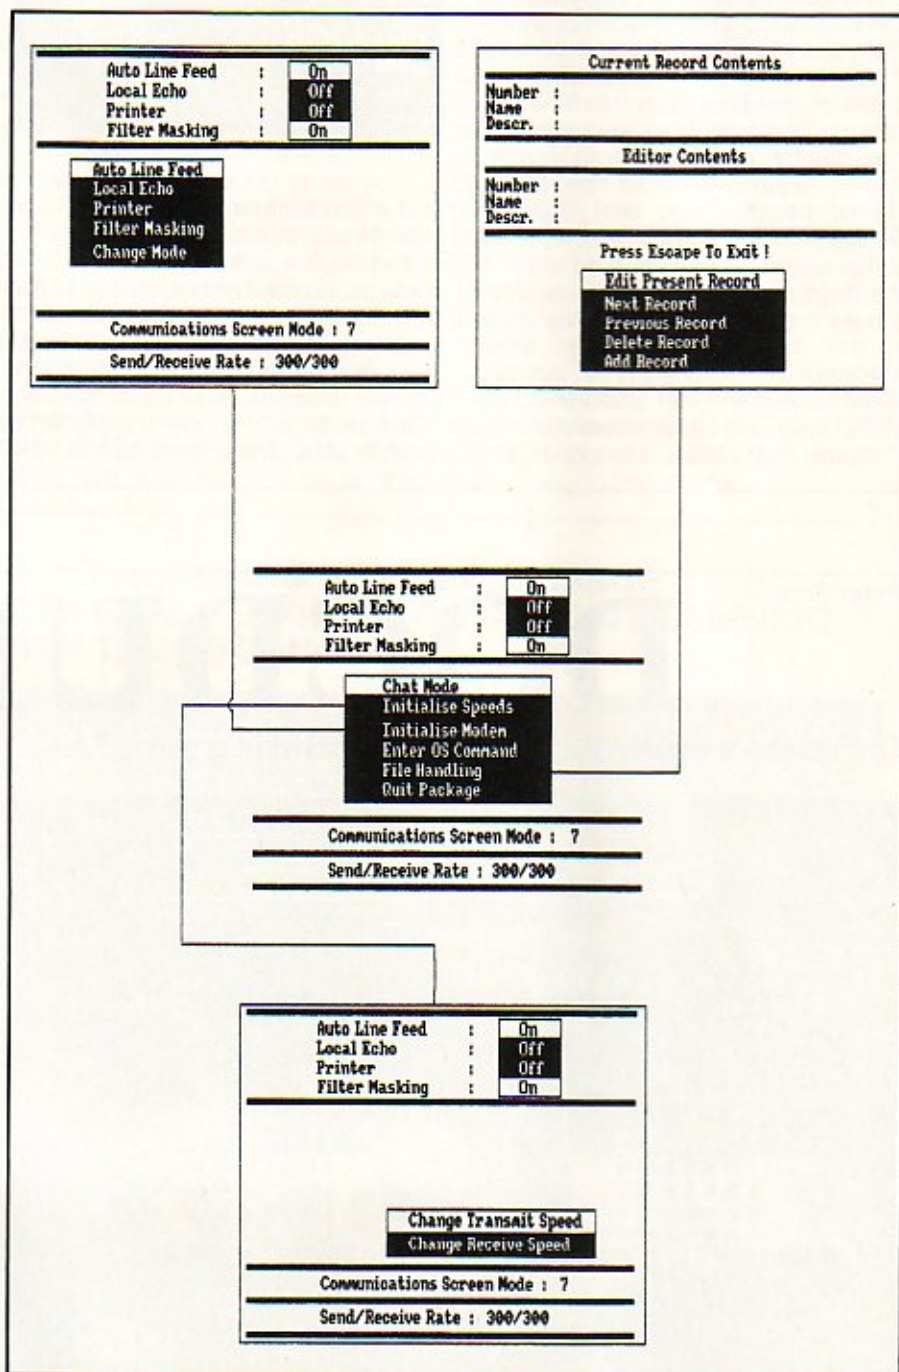 Auto Line Feed : On
Local Echo : Off
Printer : Off
Filter Masking : On
Auto Line Feed
Local Echo
Printer
Filter Masking
Change Mode
Communications Screen Mode : 7
Send/Receive Rate : 300/300
Current Record Contents
Number :
Name :
Descr. :
Editor Contents
Number :
Name :
Descr. :
Press Escape To Exit !
Edit Present Record
Next Record
Previous Record
Delete Record
Add Record
Auto Line Feed : On
Local Echo : Off
Printer : Off
Filter Masking : On
Chat Mode
Initialise Speeds
Initialise Modem
Enter OS Command
File Handling
Quit Package
Communications Screen Mode : 7
Send/Receive Rate : 300/300
Auto Line Feed : On
Local Echo : Off
Printer : Off
Filter Masking : On
Change Transmit Speed
Change Receive Speed
Communications Screen Mode : 7
Send/Receive Rate : 300/300